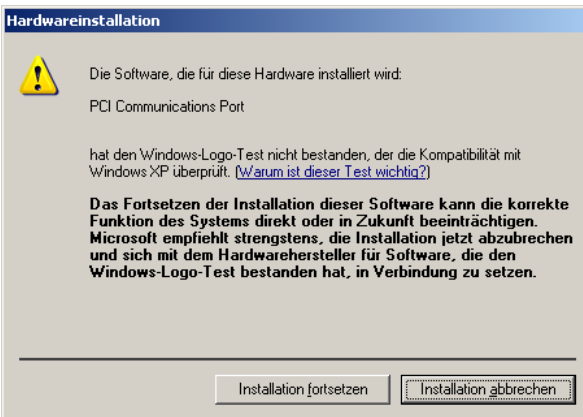 Hardwareinstallation
Die Software, die für diese Hardware installiert wird:
PCI Communications Port
hat den Windows-Logo-Test nicht bestanden, der die Kompatibilität mit
Windows XP überprüft. (Warum ist dieser Test wichtig?)
Das Fortsetzen der Installation dieser Software kann die korrekte
Funktion des Systems direkt oder in Zukunft beeinträchtigen.
Microsoft empfiehlt strengstens, die Installation jetzt abzubrechen
und sich mit dem Hardwarehersteller für Software, die den
Windows-Logo-Test bestanden hat, in Verbindung zu setzen.
Installation fortsetzen Installation abbrechen